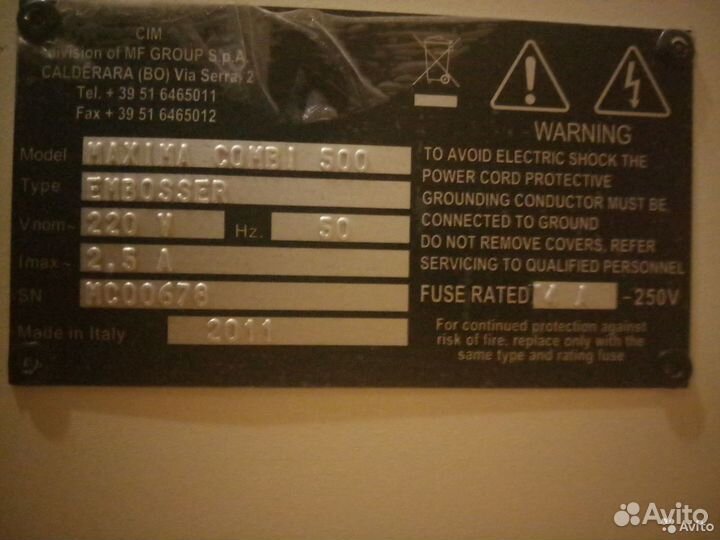 CIM
division of MF GROUP S.p.A
CALDERARA (BO) Via Serra, 2
Tel. + 39 51 6465011
Fax + 39 51 6465012
Model MAXIMA COMBI 500
Type EMBOSSER
Vnom~ 220 V Hz. 50
Imax~ 2.5 A
SN MC00678
Made in Italy 2011
WARNING
TO AVOID ELECTRIC SHOCK THE
POWER CORD PROTECTIVE
GROUNDING CONDUCTOR MUST BE
CONNECTED TO GROUND
DO NOT REMOVE COVERS. REFER
SERVICING TO QUALIFIED PERSONNEL
FUSE RATED -250V
For continued protection against
risk of fire, replace only with the
same type and rating fuse
Avito
Avito